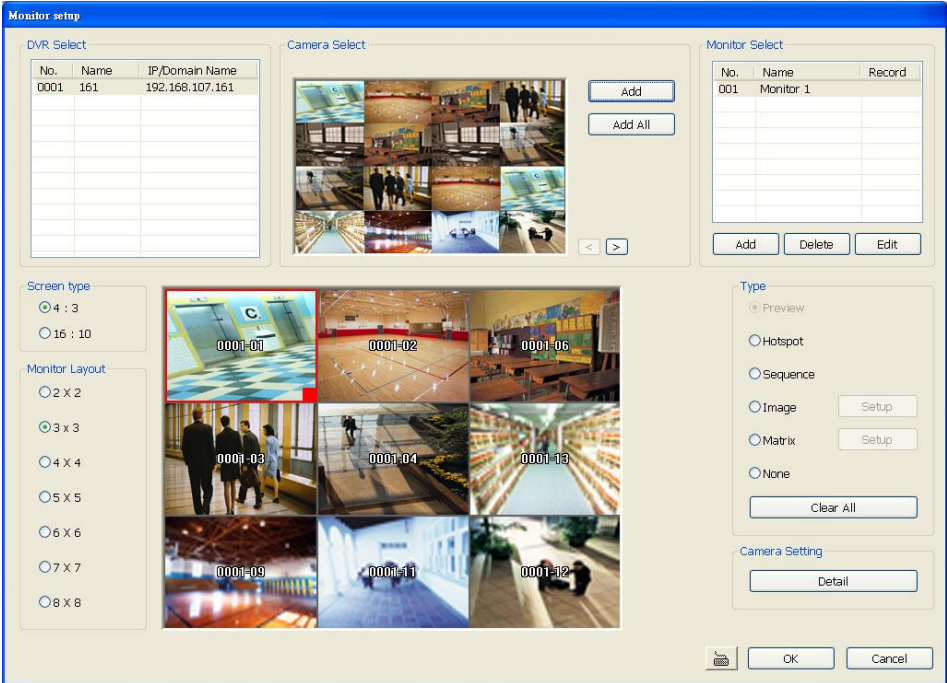 Monitor setup
DVR Select
No. Name IP/Domain Name
0001 161 192.168.107.161
Camera Select
Add
Add All
< >
Monitor Select
No. Name Record
001 Monitor 1
Add Delete Edit
Screen type
4 : 3
16 : 10
Monitor Layout
2 X 2
3 x 3
4 X 4
5 X 5
6 X 6
7 X 7
8 X 8
C
0001-01 0001-02 0001-06
0001-03 0001-04 0001-13
0001-09 0001-11 0001-12
Type
Preview
Hotspot
Sequence
Image Setup
Matrix Setup
None
Clear All
Camera Setting
Detail
OK Cancel